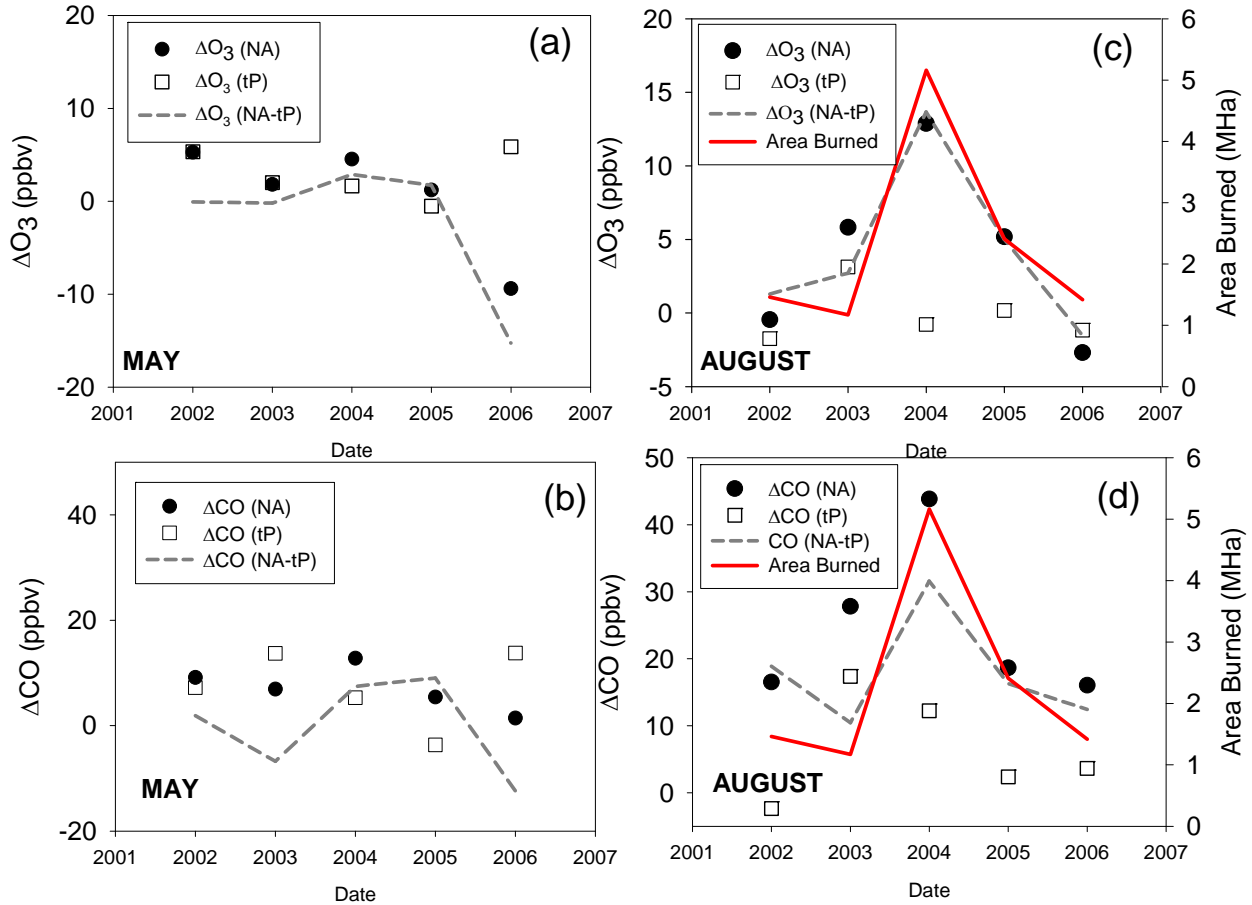 20
10
0
-10
-20
ΔO3 (ppbv)
ΔO3 (NA)
ΔO3 (tP)
ΔO3 (NA-tP)
(a)
MAY
2001 2002 2003 2004 2005 2006 2007
Date
20
15
10
5
0
-5
ΔO3 (ppbv)
ΔO3 (NA)
ΔO3 (tP)
ΔO3 (NA-tP)
Area Burned
(c)
AUGUST
6
5
4
3
2
1
0
Area Burned (MHa)
2001 2002 2003 2004 2005 2006 2007
Date
40
20
0
-20
ΔCO (ppbv)
ΔCO (NA)
ΔCO (tP)
ΔCO (NA-tP)
(b)
MAY
2001 2002 2003 2004 2005 2006 2007
Date
50
40
30
20
10
0
ΔCO (ppbv)
ΔCO (NA)
ΔCO (tP)
CO (NA-tP)
Area Burned
(d)
AUGUST
6
5
4
3
2
1
0
Area Burned (MHa)
2001 2002 2003 2004 2005 2006 2007
Date